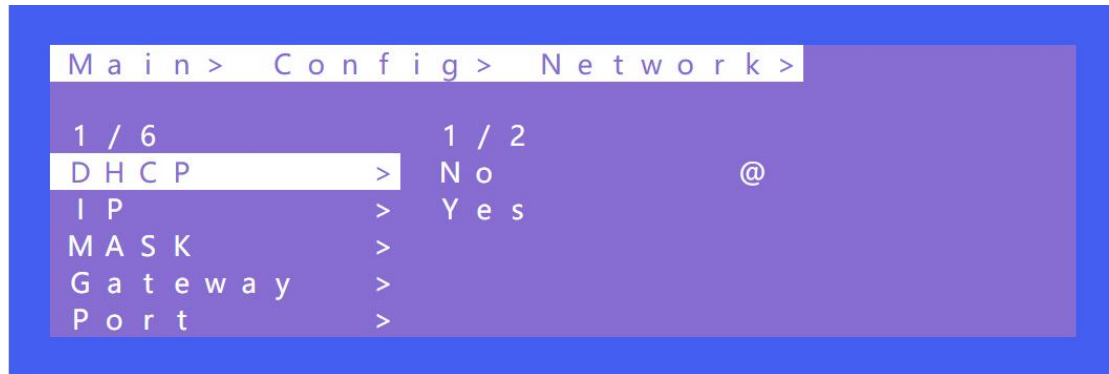 Main> Config> Network>
1/6 1/2
DHCP > No @
IP > Yes
MASK >
Gateway >
Port >